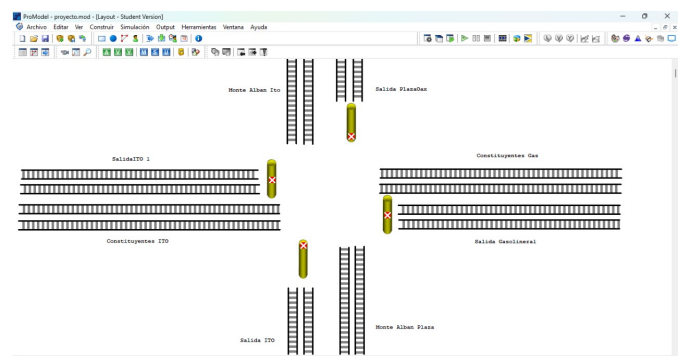 ProModel - proyecto.mod - [Layout - Student Version]
Archivo Editar Ver Construir Simulación Output Herramientas Ventana Ayuda
Monte Alban Ito
Salida PlazaOax
SalidaITO 1
Constituyentes Gas
Constituyentes ITO
Salida Gasolinera1
Salida ITO
Monte Alban Plaza